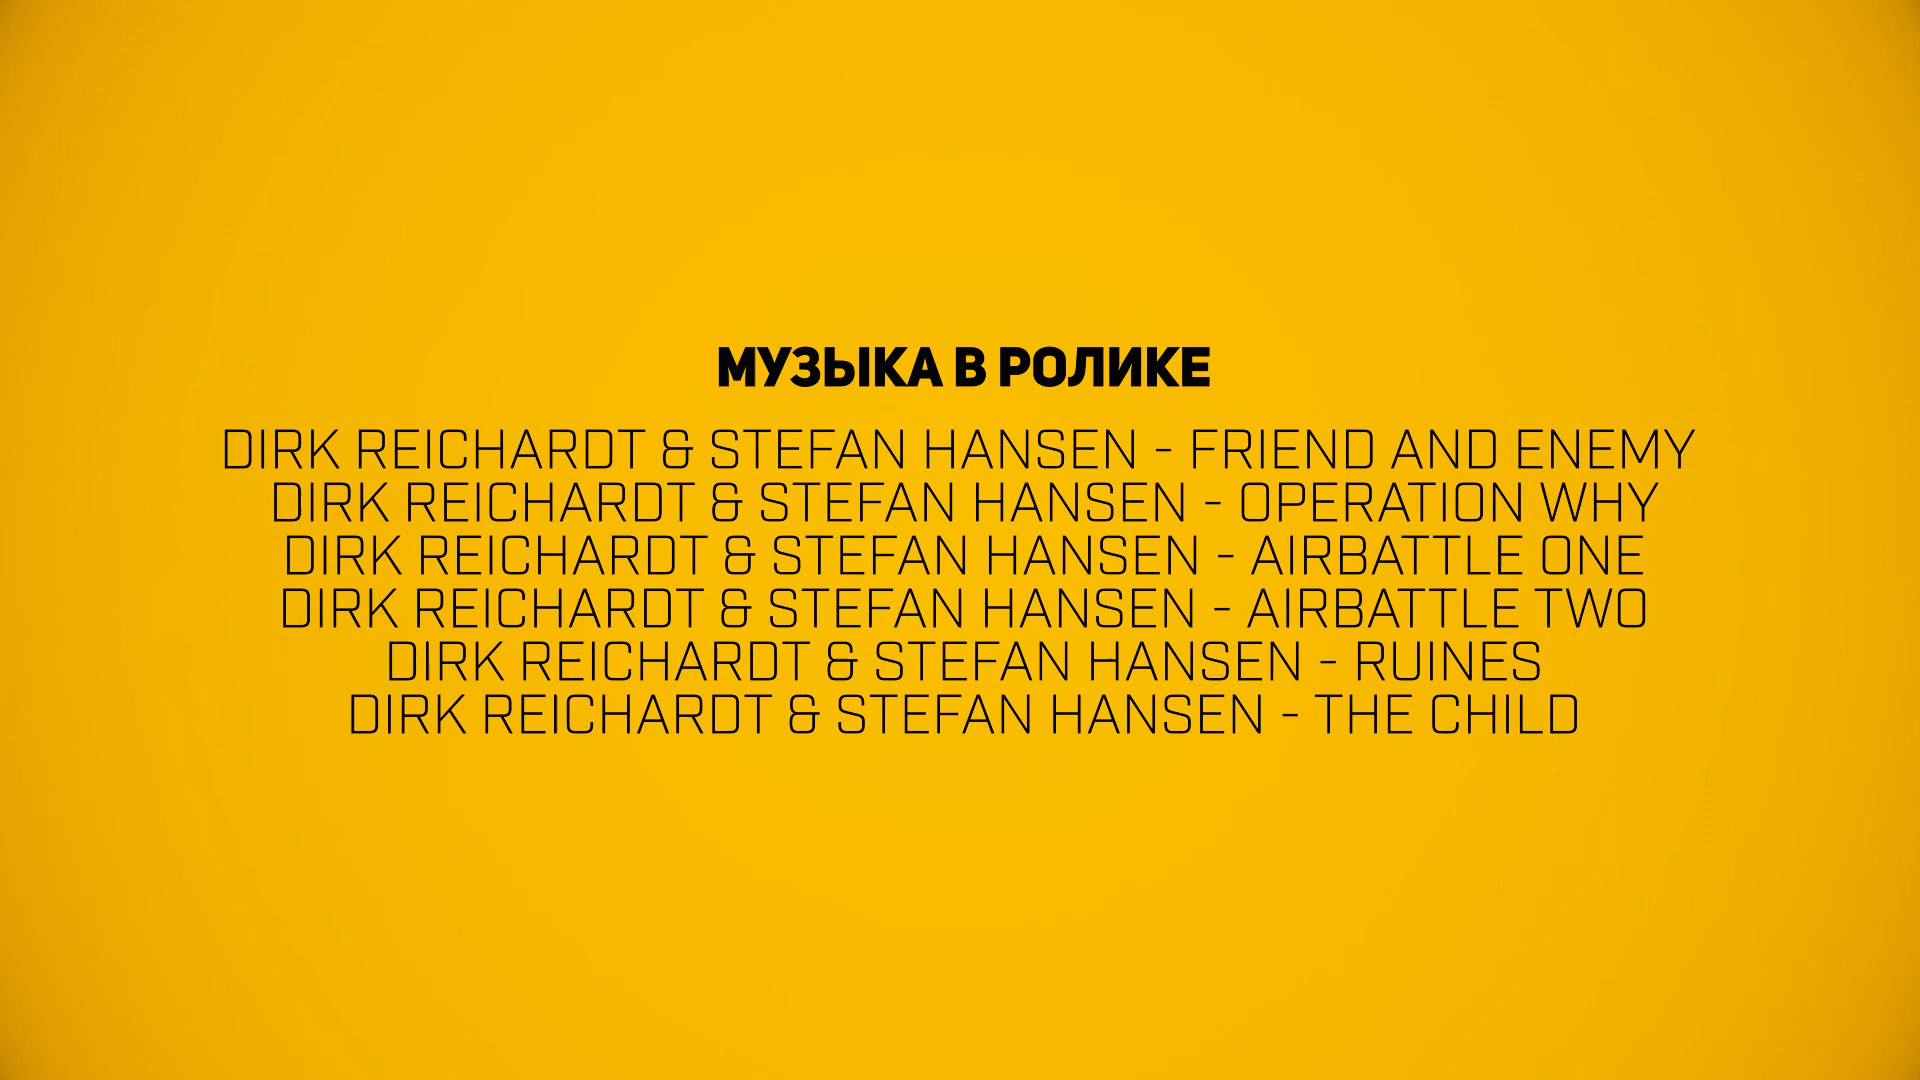 МУЗЫКА В РОЛИКЕ
DIRK REICHARDT & STEFAN HANSEN - FRIEND AND ENEMY
DIRK REICHARDT & STEFAN HANSEN - OPERATION WHY
DIRK REICHARDT & STEFAN HANSEN - AIRBATTLE ONE
DIRK REICHARDT & STEFAN HANSEN - AIRBATTLE TWO
DIRK REICHARDT & STEFAN HANSEN - RUINES
DIRK REICHARDT & STEFAN HANSEN - THE CHILD